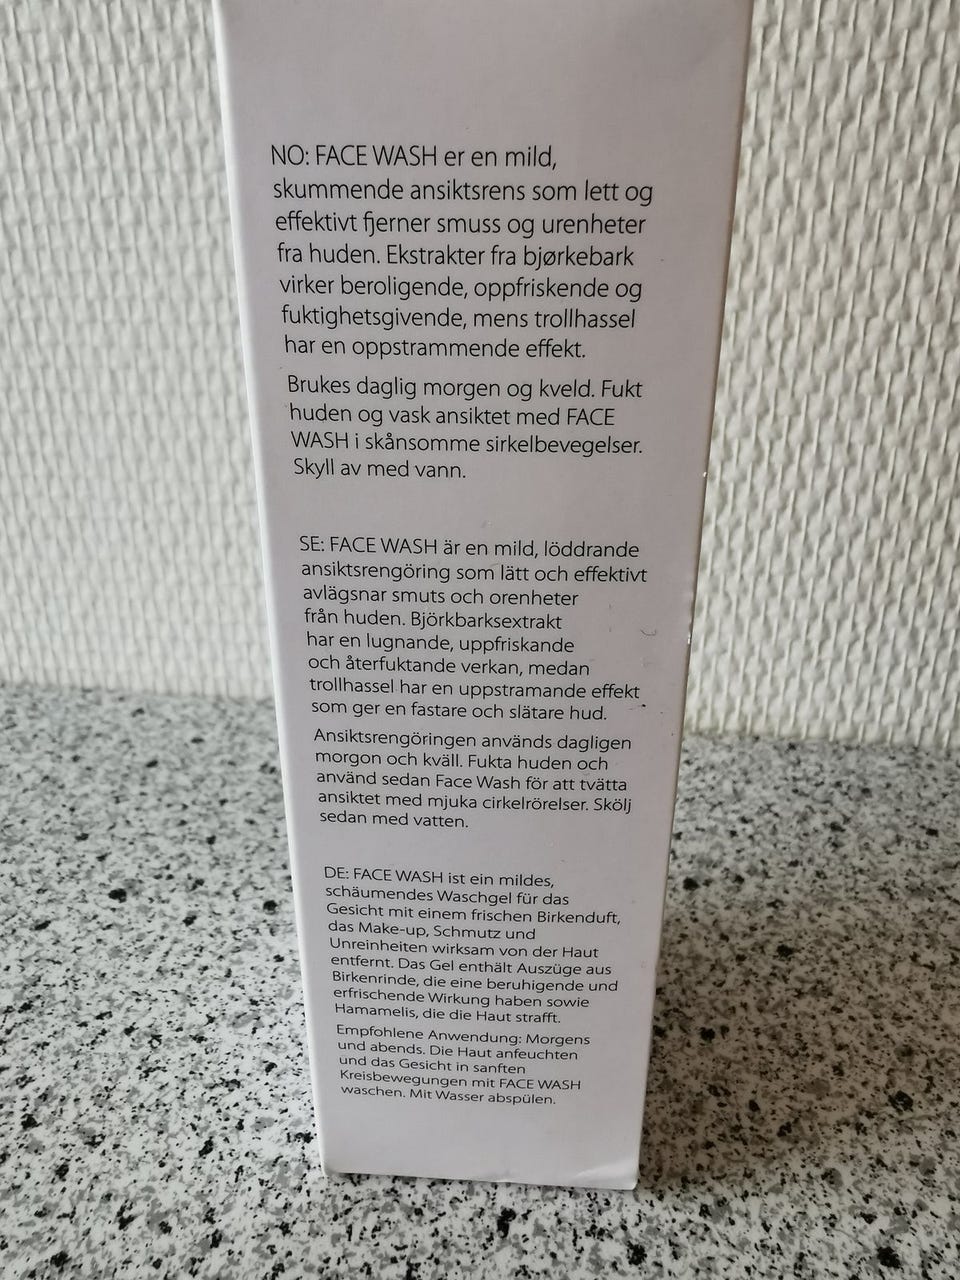 NO: FACE WASH er en mild,
skummende ansiktsrens som lett og
effektivt fjerner smuss og urenheter
fra huden. Ekstrakter fra bjørkebark
virker beroligende, oppfriskende og
fuktighetsgivende, mens trollhassel
har en oppstrammende effekt.
Brukes daglig morgen og kveld. Fukt
huden og vask ansiktet med FACE
WASH i skånsomme sirkelbevegelser.
Skyll av med vann.
SE: FACE WASH är en mild, löddrande
ansiktsrengöring som lätt och effektivt
avlägsnar smuts och orenheter
från huden. Björkbarksextrakt
har en lugnande, uppfriskande
och återfuktande verkan, medan
trollhassel har en uppstramande effekt
som ger en fastare och slätare hud.
Ansiktsrengöringen används dagligen
morgon och kväll. Fukta huden och
använd sedan Face Wash för att tvätta
ansiktet med mjuka cirkelrörelser. Skölj
sedan med vatten.
DE: FACE WASH ist ein mildes,
schäumendes Waschgel für das
Gesicht mit einem frischen Birkenduft,
das Make-up, Schmutz und
Unreinheiten wirksam von der Haut
entfernt. Das Gel enthält Auszüge aus
Birkenrinde, die eine beruhigende und
erfrischende Wirkung haben sowie
Hamamelis, die die Haut strafft.
Empfohlene Anwendung: Morgens
und abends. Die Haut anfeuchten
und das Gesicht in sanften
Kreisbewegungen mit FACE WASH
waschen. Mit Wasser abspülen.